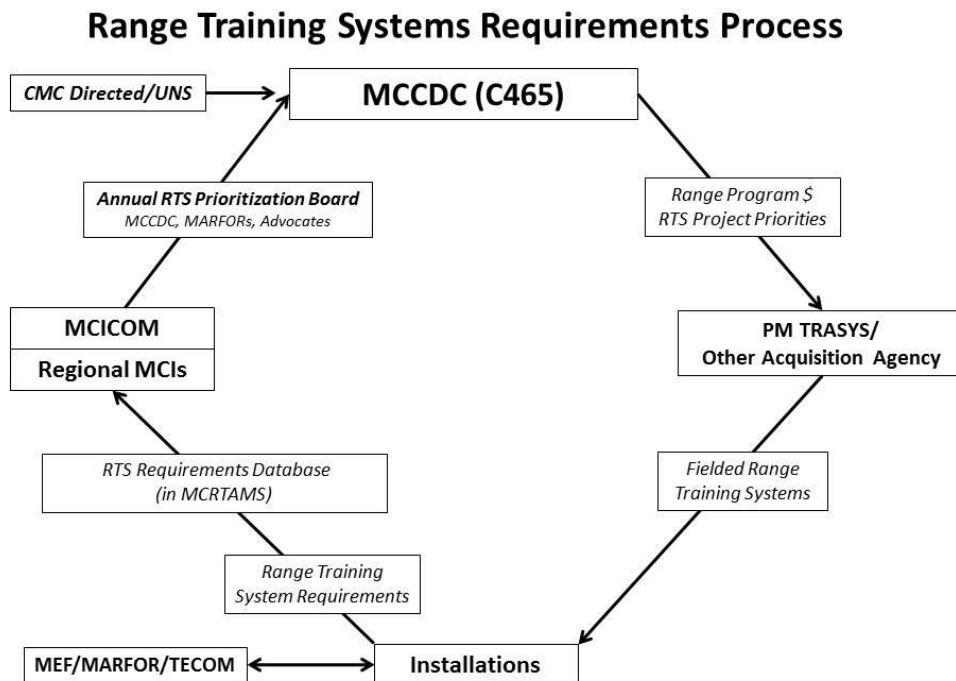 Range Training Systems Requirements Process
CMC Directed/UNS
MCCDC (C465)
Annual RTS Prioritization Board
MCCDC, MARFORs, Advocates
Range Program $
RTS Project Priorities
MCICOM
Regional MCIs
PM TRASYS/
Other Acquisition Agency
RTS Requirements Database
(in MCRTAMS)
Fielded Range
Training Systems
Range Training
System Requirements
MEF/MARFOR/TECOM
Installations